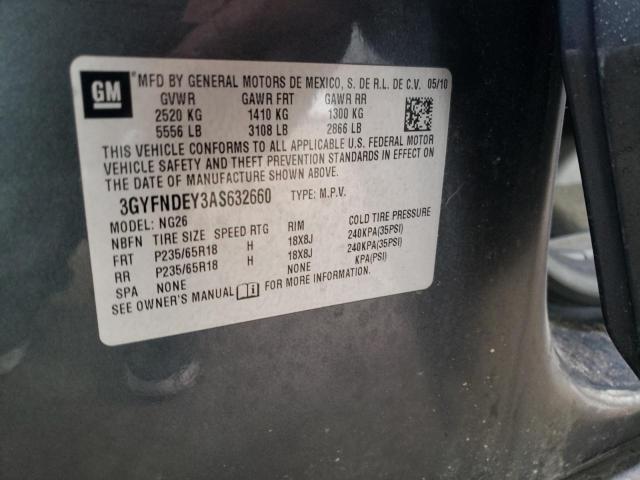 GM
*MFD BY GENERAL MOTORS DE MEXICO, S. DE R.L. DE C.V. 05/10
GVWR GAWR FRT GAWR RR
2520 KG 1410 KG 1300 KG
5556 LB 3108 LB 2866 LB
THIS VEHICLE CONFORMS TO ALL APPLICABLE U.S. FEDERAL MOTOR
VEHICLE SAFETY AND THEFT PREVENTION STANDARDS IN EFFECT ON
THE DATE OF MANUFACTURE SHOWN ABOVE.
3GYFNDEY3AS632660 TYPE: M.P.V.
MODEL: NG26
NBFN TIRE SIZE SPEED RTG RIM COLD TIRE PRESSURE
FRT P235/65R18 H 18X8J 240KPA(35PSI)
RR P235/65R18 H 18X8J 240KPA(35PSI)
SPA NONE NONE KPA(PSI)
SEE OWNER'S MANUAL FOR MORE INFORMATION.